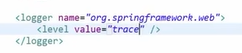 <logger name="org.springframework.web">
<level value="trace" />
</logger>